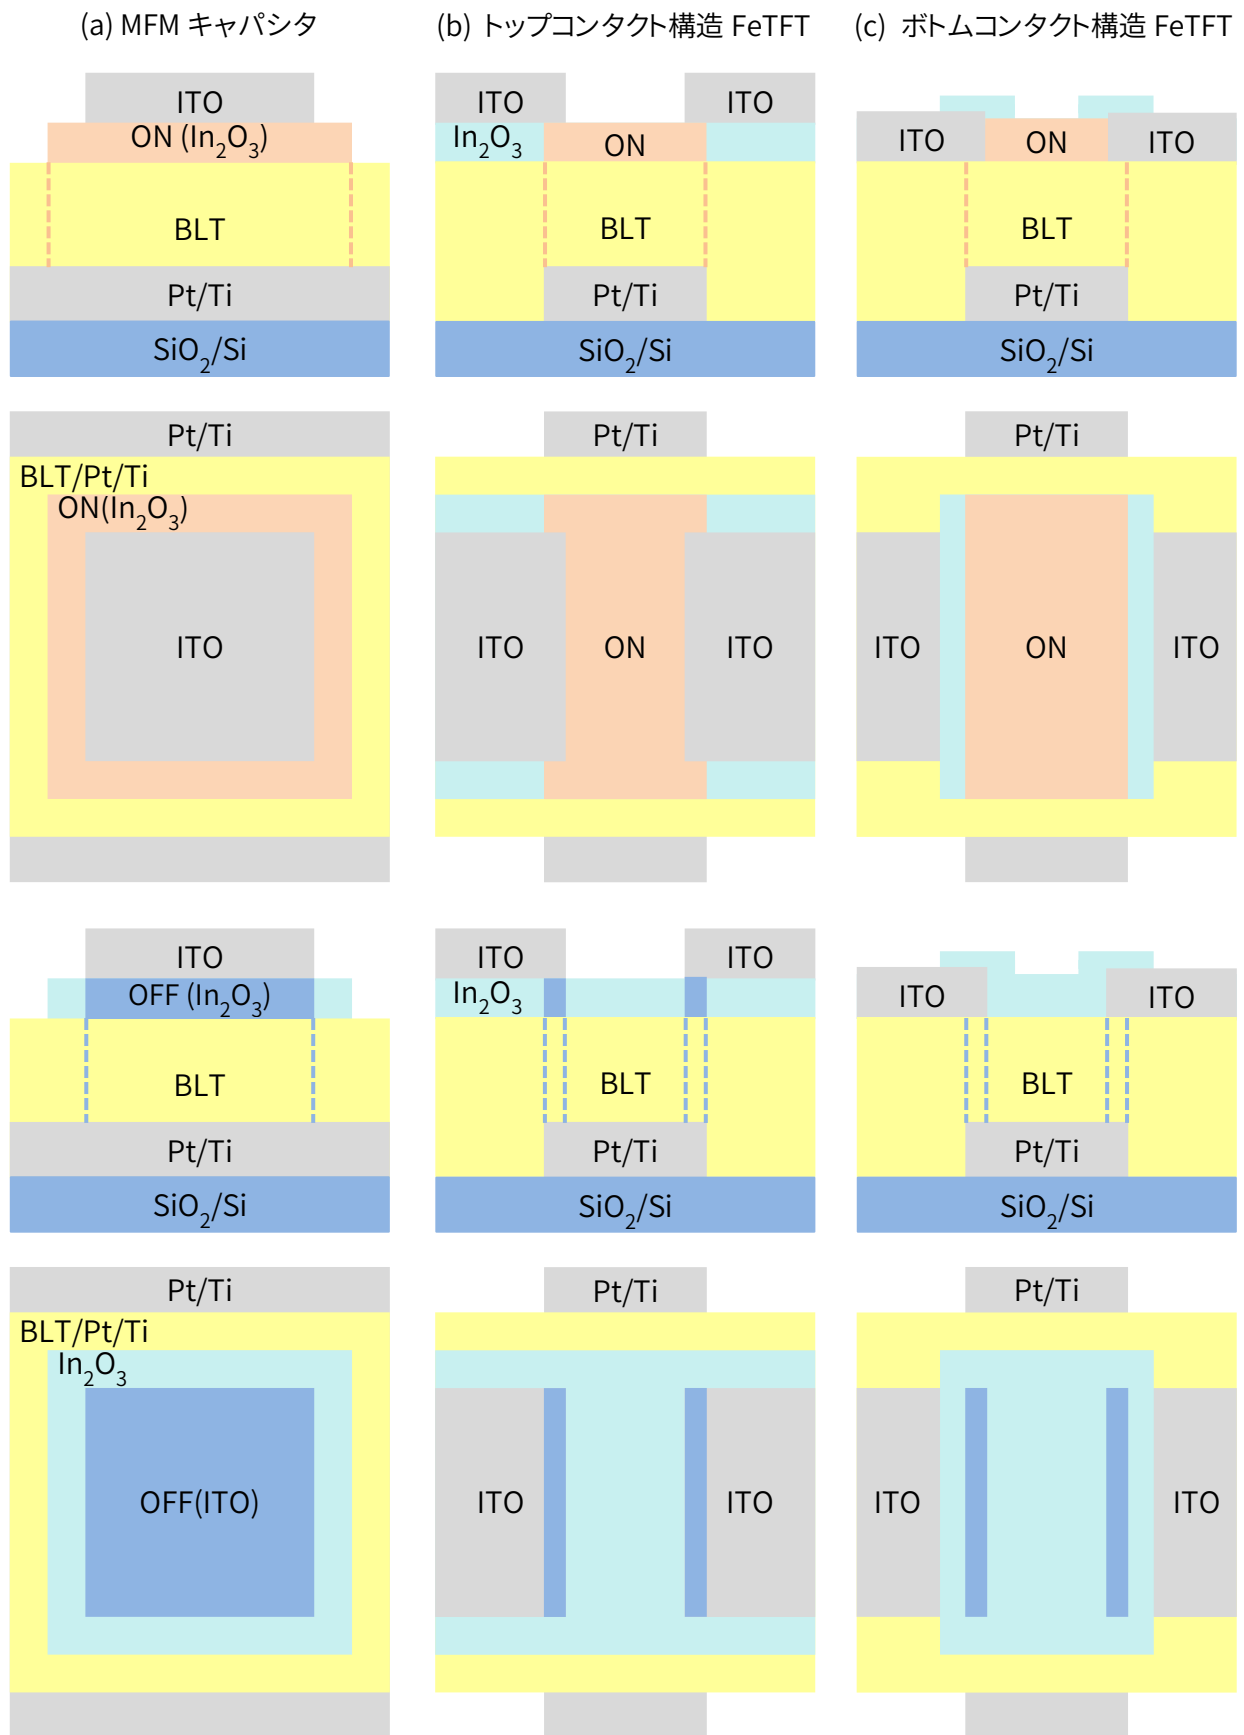 (a) MFM キャパシタ
(b) トップコンタクト構造 FeTFT
(c) ボトムコンタクト構造 FeTFT
ITO
ON (In₂O₃)
BLT
Pt/Ti
SiO₂/Si
ITO
ITO
In₂O₃
ON
BLT
Pt/Ti
SiO₂/Si
ITO
ON
ITO
BLT
Pt/Ti
SiO₂/Si
Pt/Ti
BLT/Pt/Ti
ON(In₂O₃)
ITO
Pt/Ti
ITO
ON
ITO
Pt/Ti
ITO
ON
ITO
ITO
OFF (In₂O₃)
BLT
Pt/Ti
SiO₂/Si
ITO
ITO
In₂O₃
BLT
Pt/Ti
SiO₂/Si
ITO
ITO
BLT
Pt/Ti
SiO₂/Si
Pt/Ti
BLT/Pt/Ti
In₂O₃
OFF(ITO)
Pt/Ti
ITO
ITO
Pt/Ti
ITO
ITO